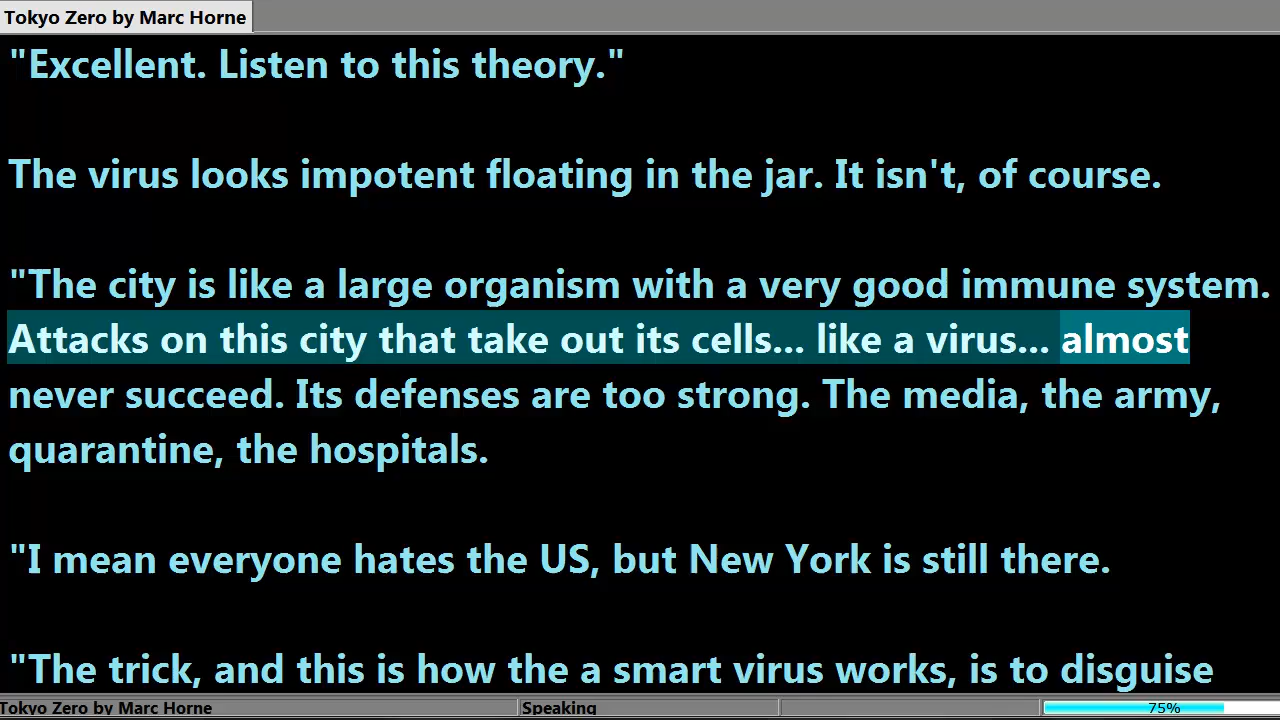 Tokyo Zero by Marc Horne
"Excellent. Listen to this theory."
The virus looks impotent floating in the jar. It isn't, of course.
"The city is like a large organism with a very good immune system.
Attacks on this city that take out its cells... like a virus... almost
never succeed. Its defenses are too strong. The media, the army,
quarantine, the hospitals.
"I mean everyone hates the US, but New York is still there.
"The trick, and this is how the a smart virus works, is to disguise
Tokyo Zero by Marc Horne
Speaking
75%